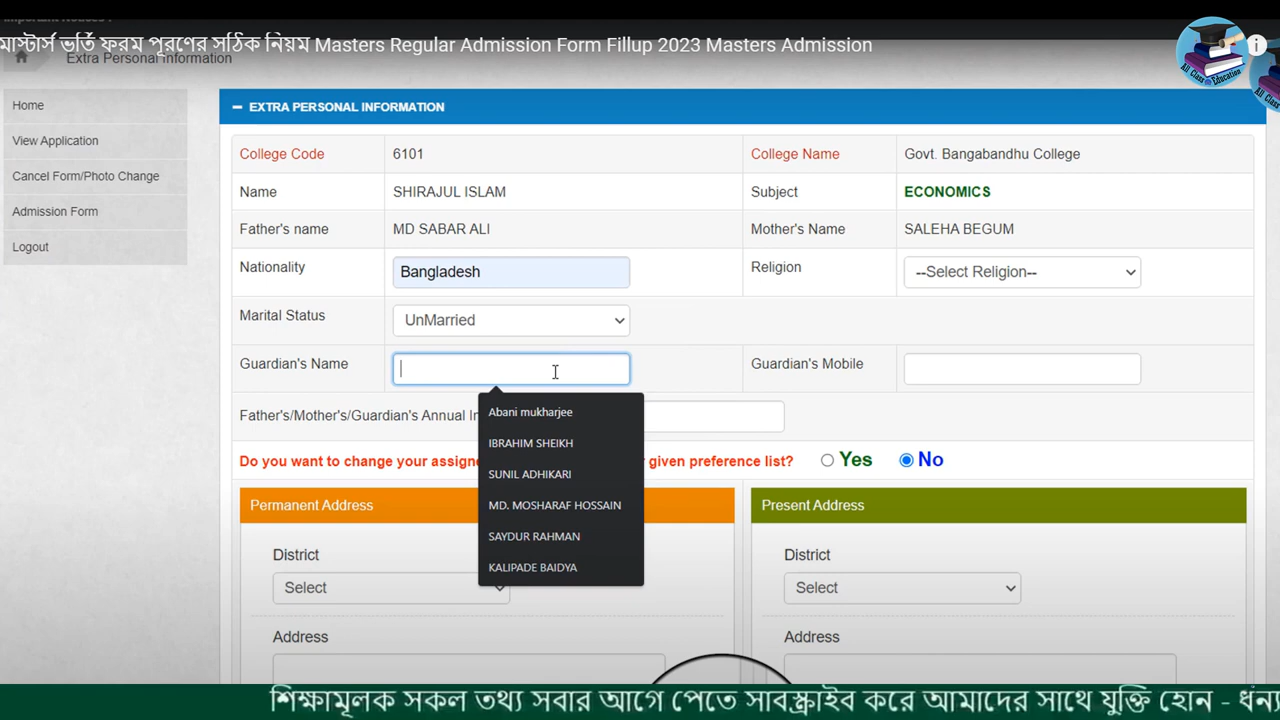 Important Notices :
মাস্টার্স ভর্তি ফরম পূরণের সঠিক নিয়ম Masters Regular Admission Form Fillup 2023 Masters Admission
Extra Personal Information
Home
View Application
Cancel Form/Photo Change
Admission Form
Logout
EXTRA PERSONAL INFORMATION
College Code 6101 College Name Govt. Bangabandhu College
Name SHIRAJUL ISLAM Subject ECONOMICS
Father's name MD SABAR ALI Mother's Name SALEHA BEGUM
Nationality Bangladesh Religion --Select Religion--
Marital Status UnMarried
Guardian's Name Guardian's Mobile
Father's/Mother's/Guardian's Annual
Abani mukharjee
IBRAHIM SHEIKH
SUNIL ADHIKARI
MD. MOSHARAF HOSSAIN
SAYDUR RAHMAN
KALIPADE BAIDYA
Do you want to change your given preference list? Yes No
Permanent Address Present Address
District District
Select Select
Address Address
শিক্ষামূলক সকল তথ্য সবার আগে পেতে সাবস্ক্রাইব করে আমাদের সাথে যুক্তি হোন -
All Class Education